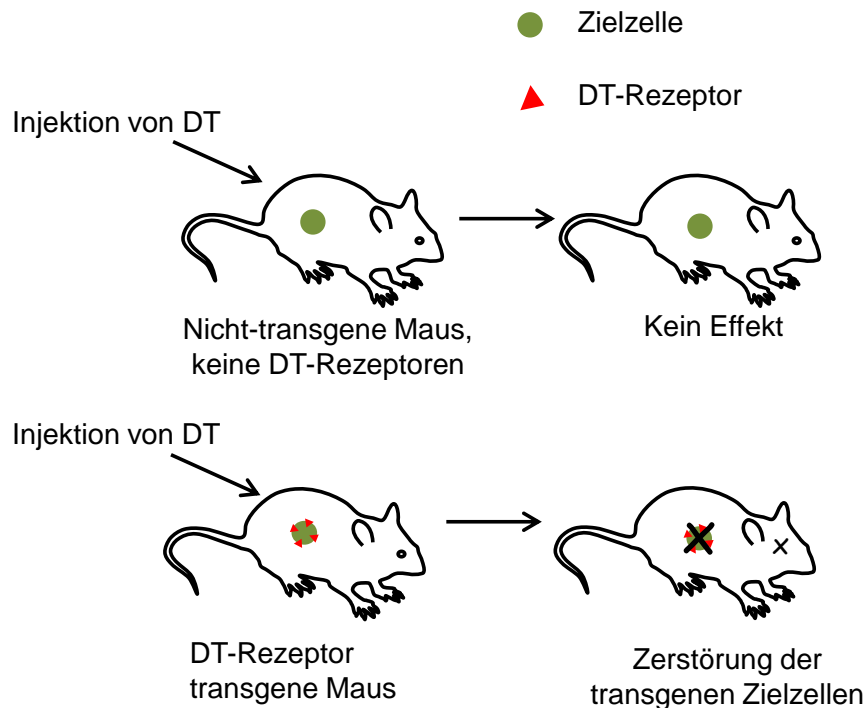 Zielzelle
DT-Rezeptor
Injektion von DT
Nicht-transgene Maus,
keine DT-Rezeptoren
Kein Effekt
Injektion von DT
DT-Rezeptor
transgene Maus
Zerstörung der
transgenen Zielzellen